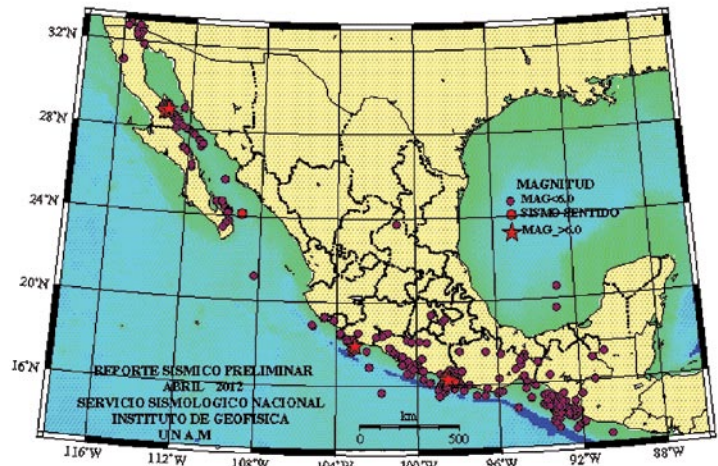 32°N
28°N
24°N
20°N
16°N
MAGNITUD
MAG<6.0
SISMO SENTIDO
MAG_>6.0
REPORTE SISMICO PRELIMINAR
ABRIL 2012
SERVICIO SISMOLOGICO NACIONAL
INSTITUTO DE GEOFISICA
U N A M
km
0 500
116°W 112°W 108°W 104°W 100°W 96°W 92°W 88°W